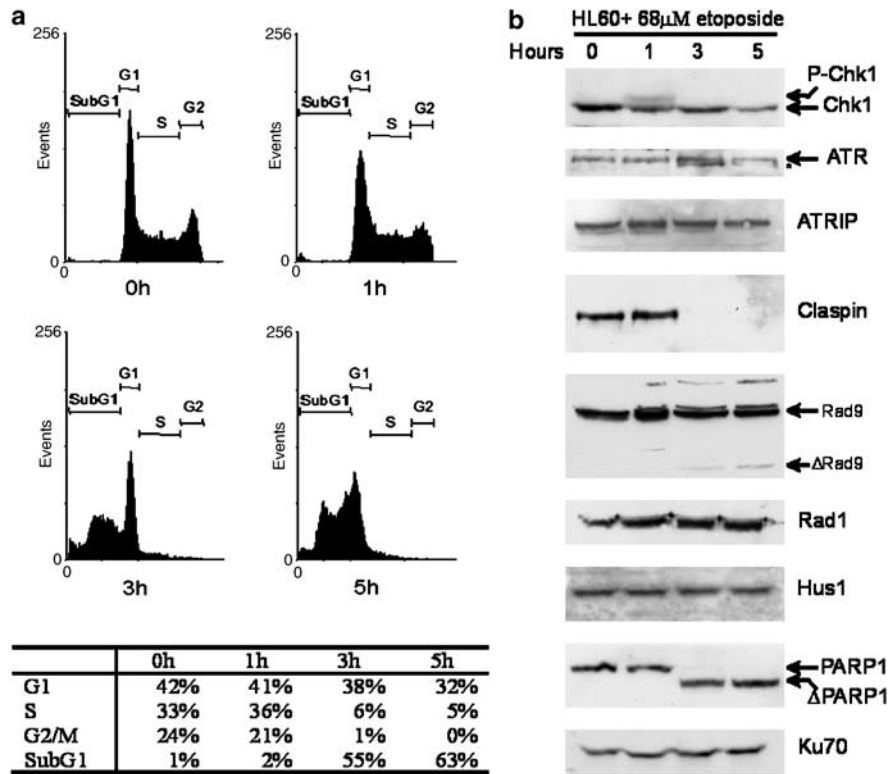 a
256
Events
0
0
SubG1
G1
S
G2
0h
256
Events
0
0
SubG1
G1
S
G2
1h
256
Events
0
0
SubG1
G1
S
G2
3h
256
Events
0
0
SubG1
G1
S
G2
5h
0h 1h 3h 5h
G1 42% 41% 38% 32%
S 33% 36% 6% 5%
G2/M 24% 21% 1% 0%
SubG1 1% 2% 55% 63%
b
HL60+ 68μM etoposide
Hours 0 1 3 5
P-Chk1
Chk1
ATR
*
ATRIP
Claspin
Rad9
ΔRad9
Rad1
Hus1
PARP1
ΔPARP1
Ku70